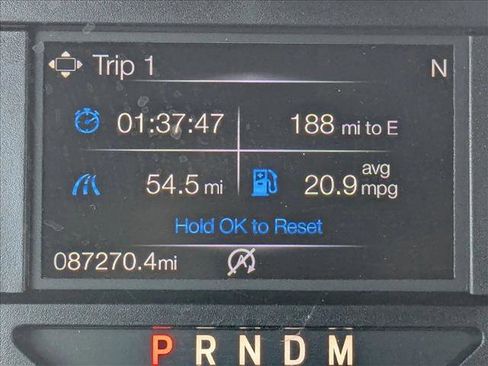 Trip 1 N
01:37:47 188 mi to E
54.5 mi 20.9 avg mpg
Hold OK to Reset
087270.4mi
P R N D M